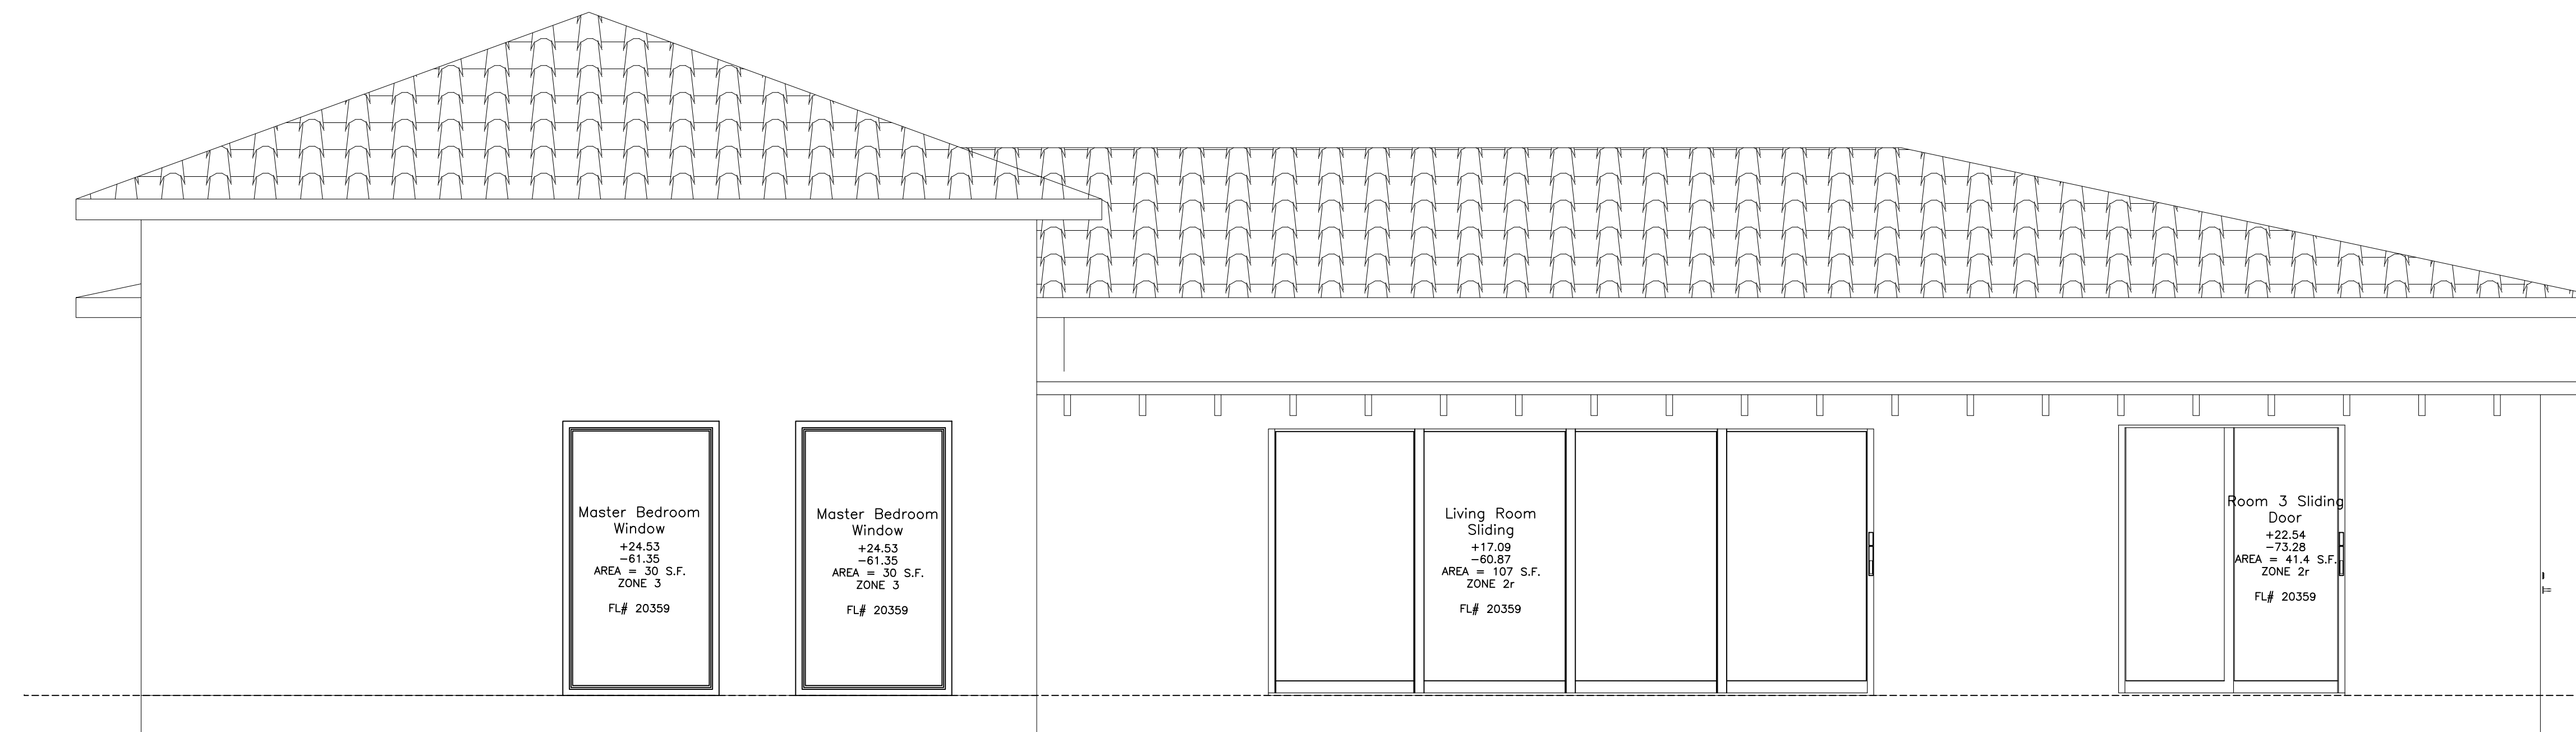 Master Bedroom
Window
+24.53
-61.35
AREA = 30 S.F.
ZONE 3
FL# 20359
Master Bedroom
Window
+24.53
-61.35
AREA = 30 S.F.
ZONE 3
FL# 20359
Living Room
Sliding
+17.09
-60.87
AREA = 107 S.F.
ZONE 2r
FL# 20359
Room 3 Sliding
Door
+22.54
-73.28
AREA = 41.4 S.F.
ZONE 2r
FL# 20359